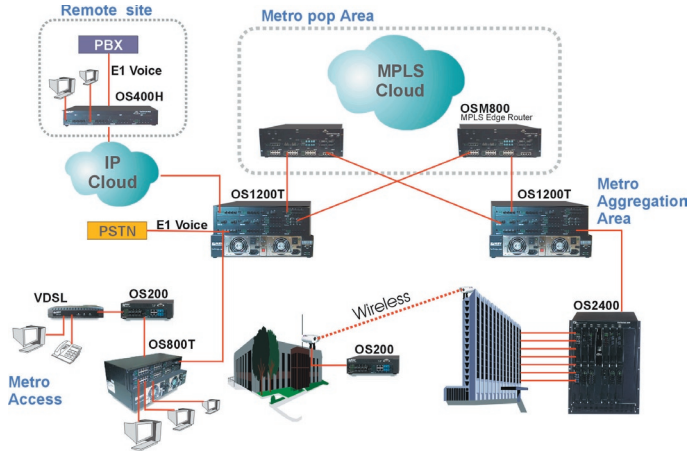 Remote site
PBX
E1 Voice
OS400H
Metro pop Area
MPLS
Cloud
OSM800
MPLS Edge Router
IP
Cloud
OS1200T
OS1200T
Metro
Aggregation
Area
PSTN
E1 Voice
VDSL
OS200
OS800T
Metro
Access
Wireless
OS200
OS2400